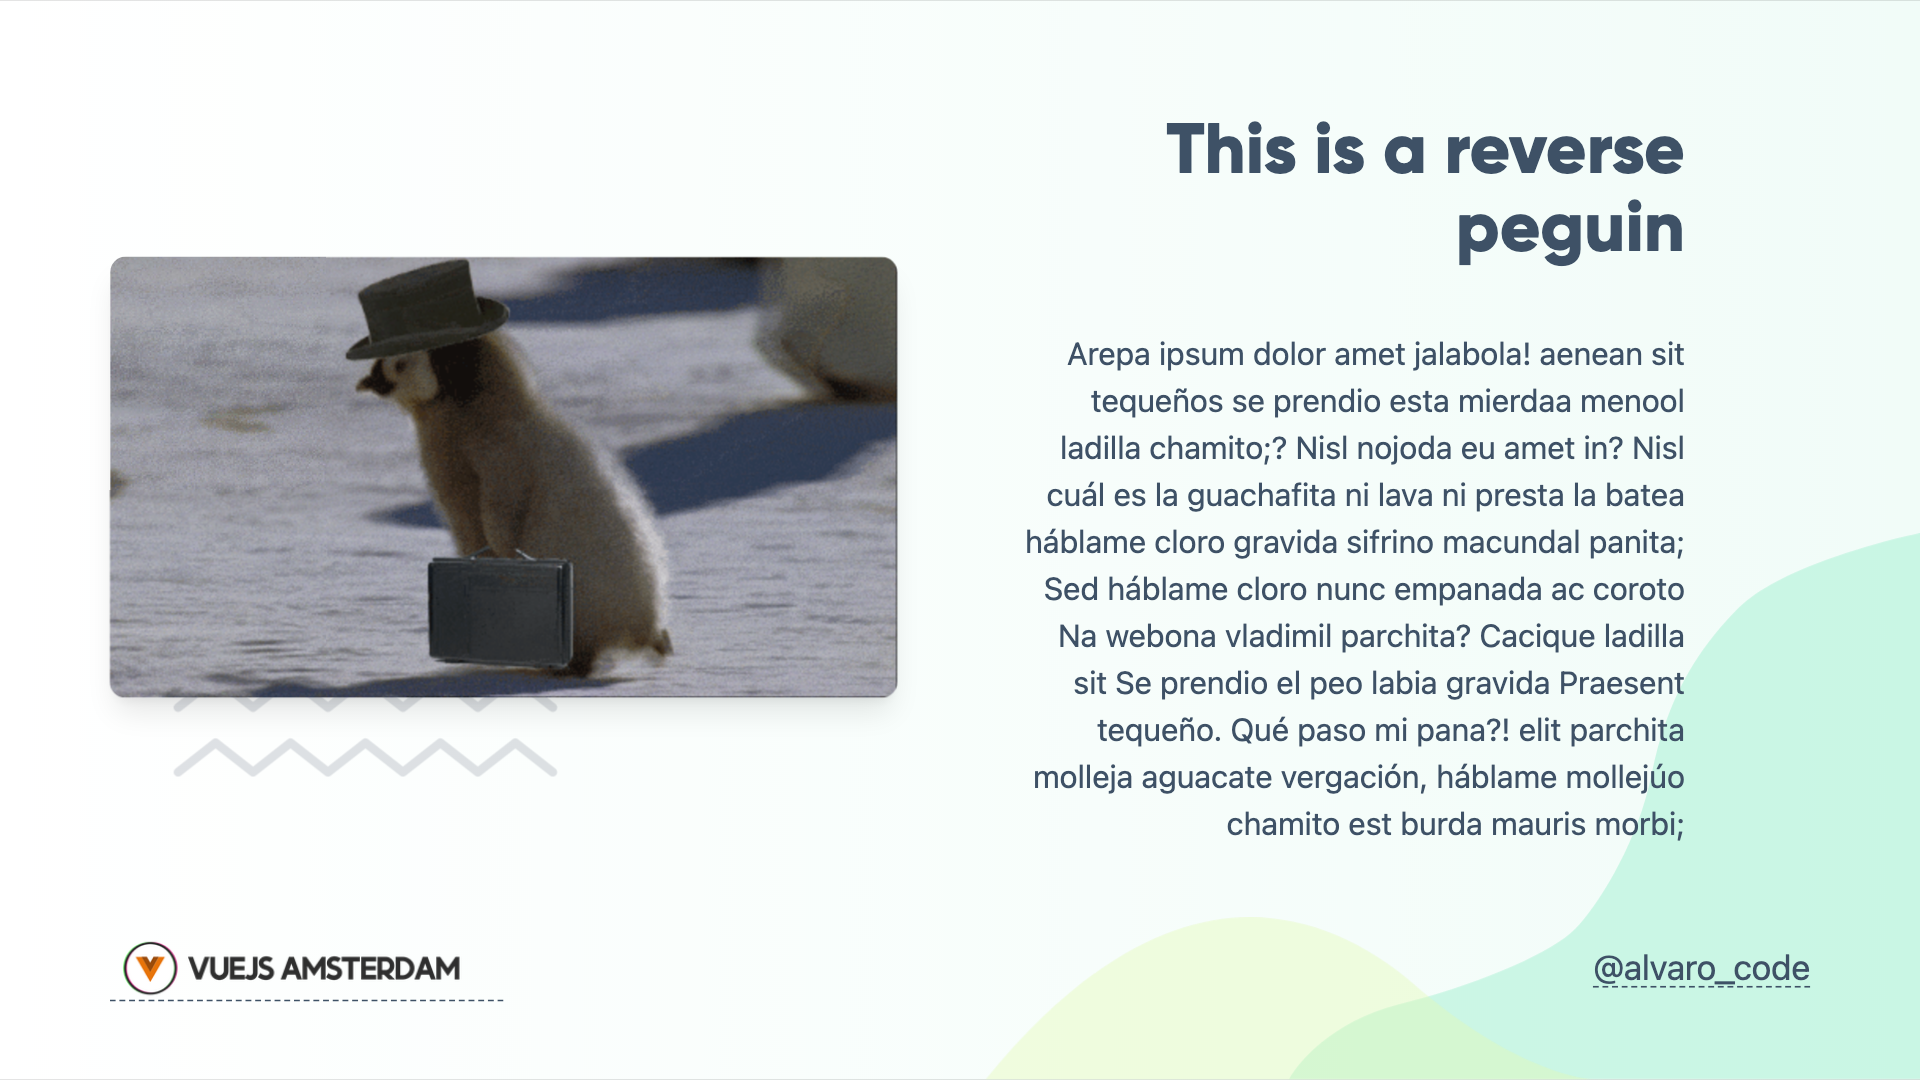 This is a reverse
peguin
Arepa ipsum dolor amet jalabola! aenean sit
tequeños se prendio esta mierdaa menool
ladilla chamito;? Nisl nojoda eu amet in? Nisl
cuál es la guachafita ni lava ni presta la batea
háblame cloro gravida sifrino macundal panita;
Sed háblame cloro nunc empanada ac coroto
Na webona vladimil parchita? Cacique ladilla
sit Se prendio el peo labia gravida Praesent
tequeño. Qué paso mi pana?! elit parchita
molleja aguacate vergación, háblame mollejúo
chamito est burda mauris morbi;
VUEJS AMSTERDAM
@alvaro_code